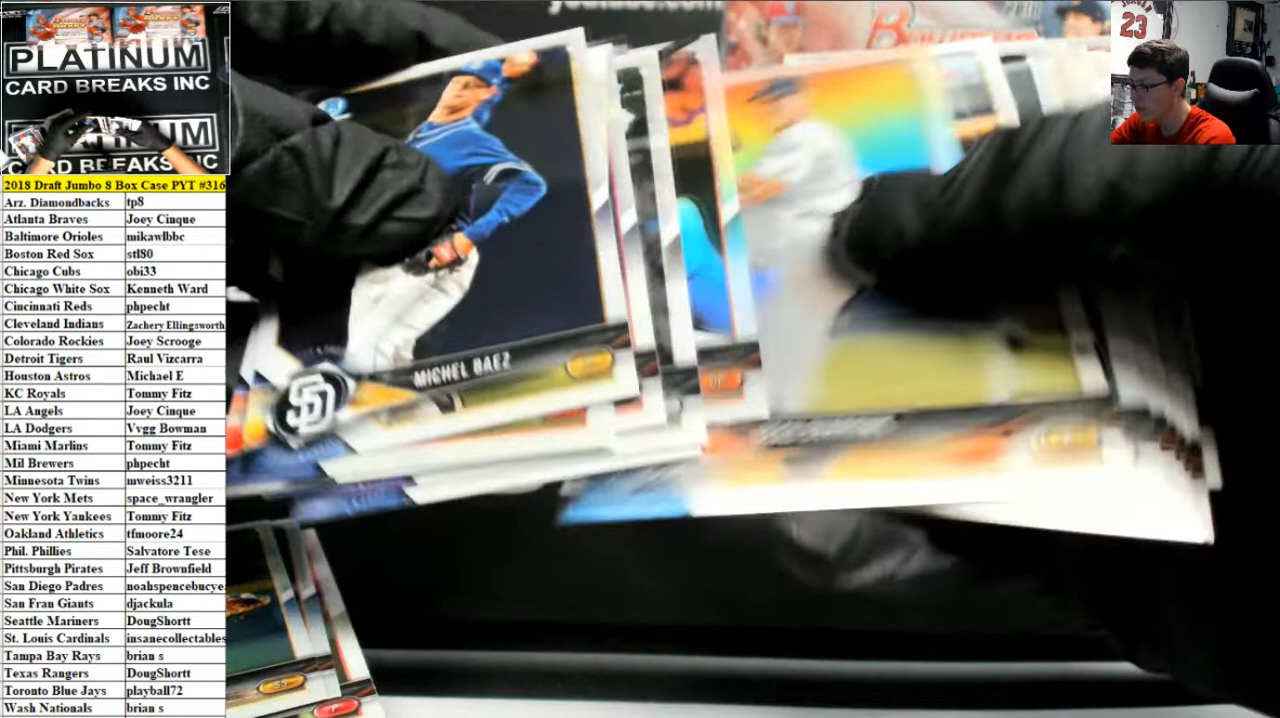 PLATINUM
CARD BREAKS INC
CARD BREAKS INC
2018 Draft Jumbo 8 Box Case PYT #316
Arz. Diamondbacks tp8
Atlanta Braves Joey Cinque
Baltimore Orioles mikawlbbc
Boston Red Sox stl80
Chicago Cubs obi33
Chicago White Sox Kenneth Ward
Cincinnati Reds phpecht
Cleveland Indians Zachery Ellingsworth
Colorado Rockies Joey Scrooge
Detroit Tigers Raul Vizcarra
Houston Astros Michael E
KC Royals Tommy Fitz
LA Angels Joey Cinque
LA Dodgers Vvgg Bowman
Miami Marlins Tommy Fitz
Mil Brewers phpecht
Minnesota Twins mweiss3211
New York Mets space_wrangler
New York Yankees Tommy Fitz
Oakland Athletics tfmoore24
Phil. Phillies Salvatore Tese
Pittsburgh Pirates Jeff Brownfield
San Diego Padres noahspencebucye
San Fran Giants djackula
Seattle Mariners DougShortt
St. Louis Cardinals insanecollectables
Tampa Bay Rays brian s
Texas Rangers DougShortt
Toronto Blue Jays playball72
Wash Nationals brian s
youtube.com
Bowman
23
SD
MICHEL BAEZ